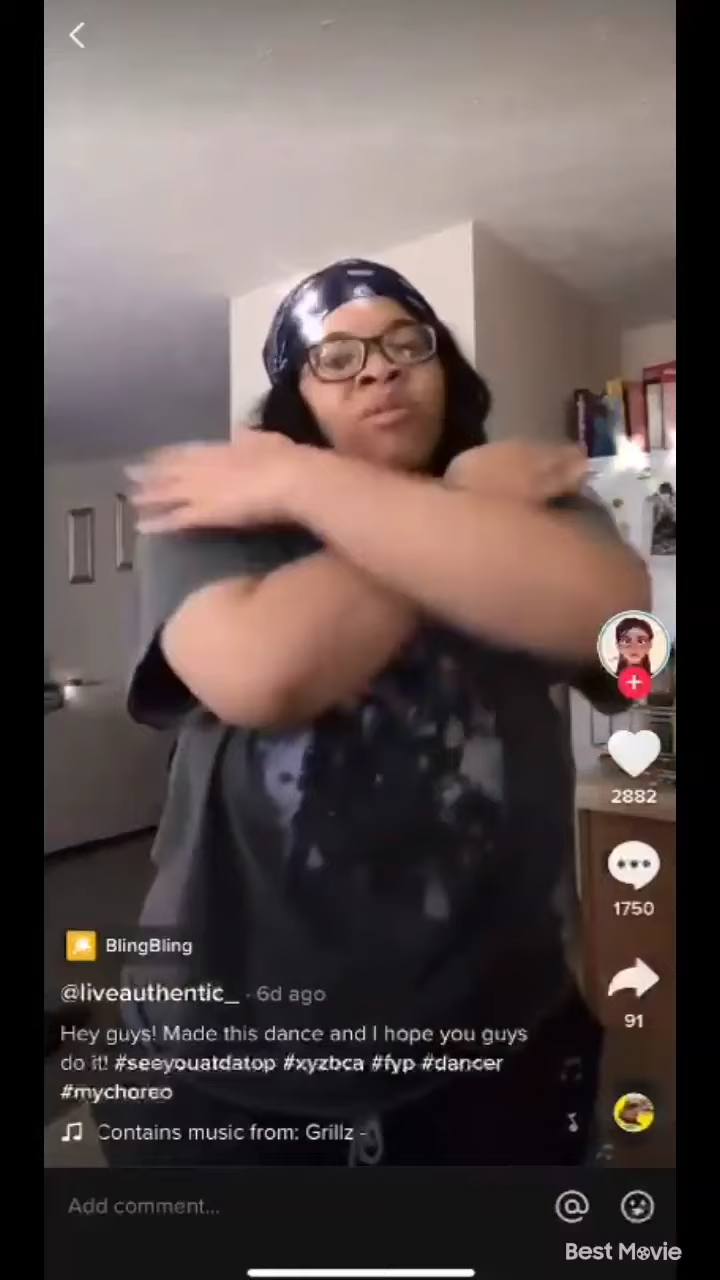 BlingBling
@liveauthentic_ · 6d ago
Hey guys! Made this dance and I hope you guys
do it! #seeyouatdatop #xyzbca #fyp #dancer
#mychoreo
Contains music from: Grillz -
2882
1750
91
Add comment...
@
Best Movie